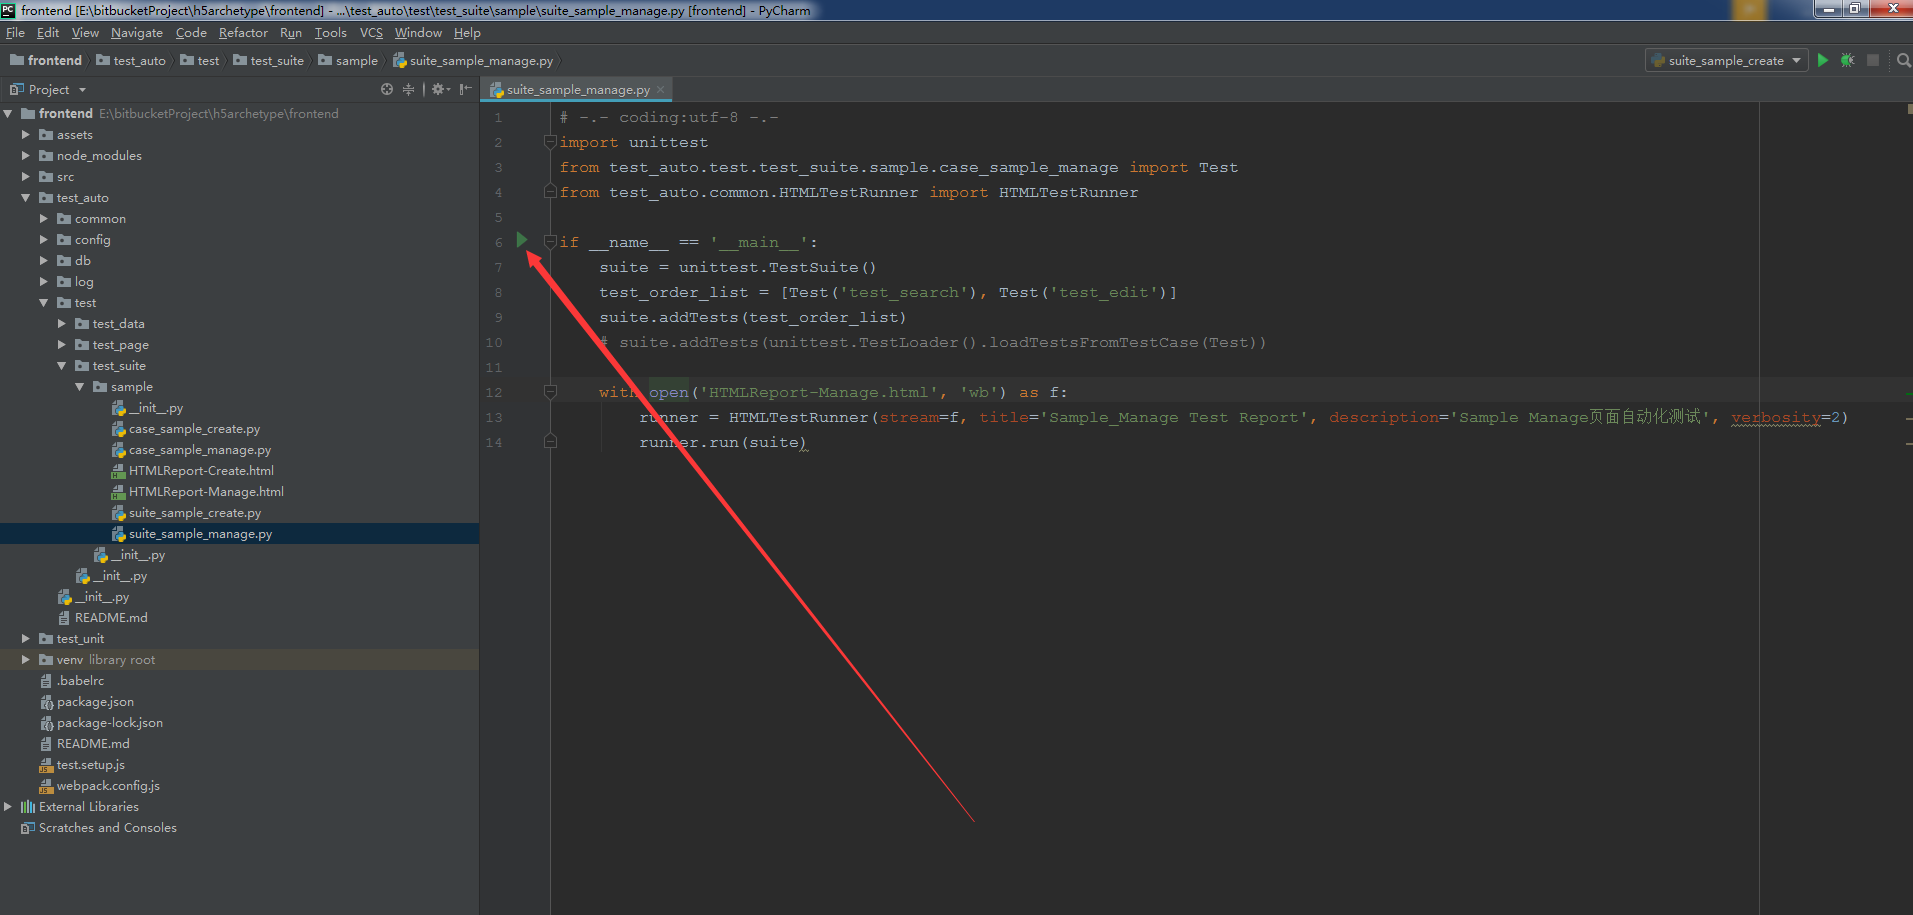 frontend [E:\bitbucketProject\h5archetype\frontend] - ...\test_auto\test\test_suite\sample\suite_sample_manage.py [frontend] - PyCharm
File Edit View Navigate Code Refactor Run Tools VCS Window Help
frontend test_auto test test_suite sample suite_sample_manage.py
suite_sample_create
Project
suite_sample_manage.py
frontend E:\bitbucketProject\h5archetype\frontend
assets
node_modules
src
test_auto
common
config
db
log
test
test_data
test_page
test_suite
sample
__init__.py
case_sample_create.py
case_sample_manage.py
HTMLReport-Create.html
HTMLReport-Manage.html
suite_sample_create.py
suite_sample_manage.py
__init__.py
__init__.py
__init__.py
README.md
test_unit
venv library root
.babelrc
package.json
package-lock.json
README.md
test.setup.js
webpack.config.js
External Libraries
Scratches and Consoles
1 # -.- coding:utf-8 -.-
2 import unittest
3 from test_auto.test.test_suite.sample.case_sample_manage import Test
4 from test_auto.common.HTMLTestRunner import HTMLTestRunner
5
6 if __name__ == '__main__':
7 suite = unittest.TestSuite()
8 test_order_list = [Test('test_search'), Test('test_edit')]
9 suite.addTests(test_order_list)
10 # suite.addTests(unittest.TestLoader().loadTestsFromTestCase(Test))
11
12 with open('HTMLReport-Manage.html', 'wb') as f:
13 runner = HTMLTestRunner(stream=f, title='Sample_Manage Test Report', description='Sample Manage页面自动化测试', verbosity=2)
14 runner.run(suite)